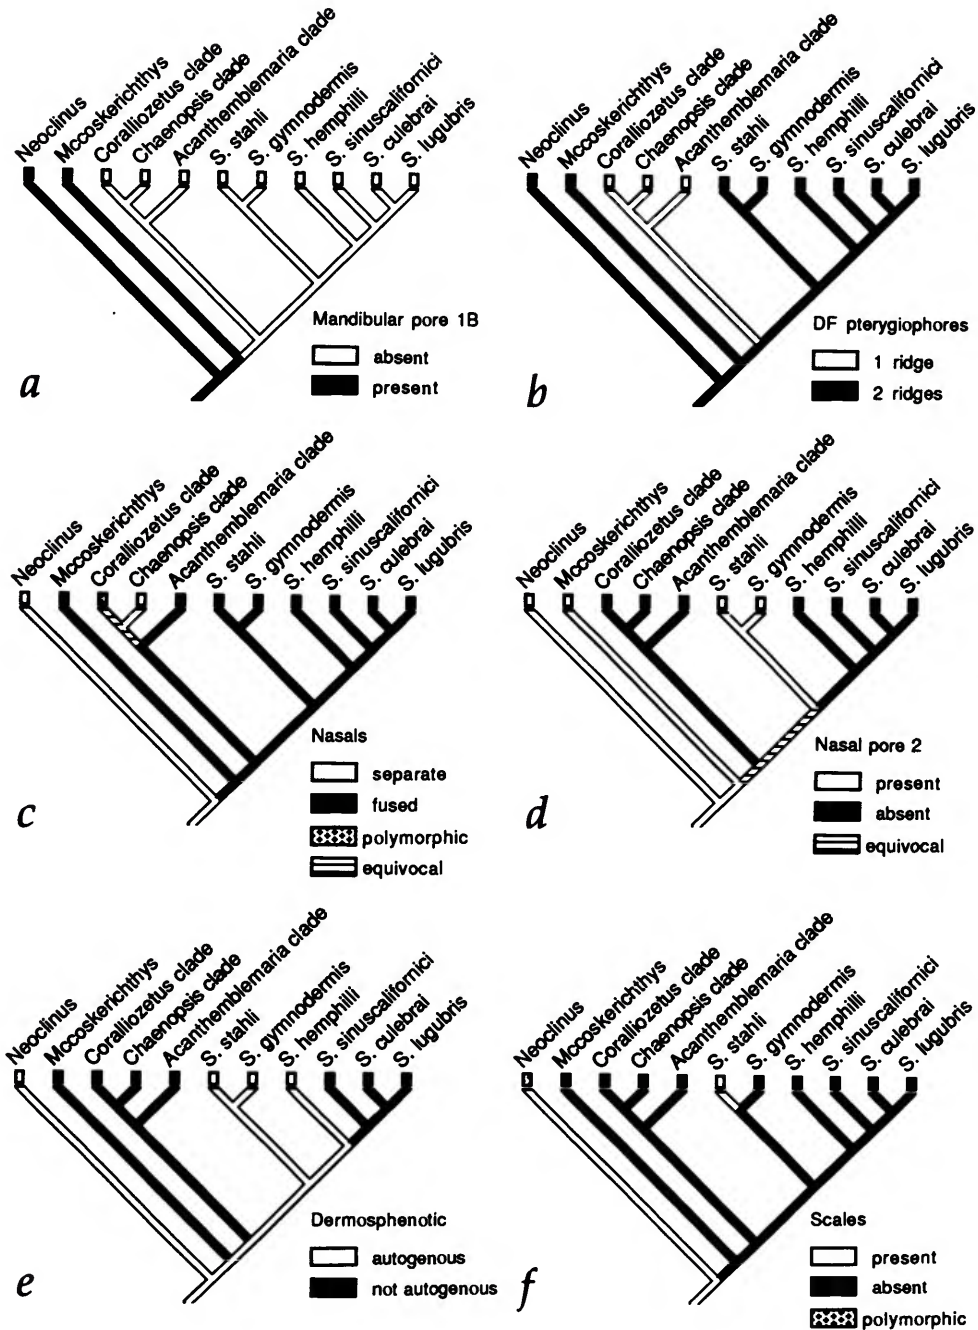 Neoclinus
Mccoskerichthys
Coralliozetus clade
Chaenopsis clade
Acanthemblemaria clade
S. stahli
S. gymnodermis
S. hemphilli
S. sinuscalifornici
S. culebrai
S. lugubris
Mandibular pore 1B
absent
present
a
Neoclinus
Mccoskerichthys
Coralliozetus clade
Chaenopsis clade
Acanthemblemaria clade
S. stahli
S. gymnodermis
S. hemphilli
S. sinuscalifornici
S. culebrai
S. lugubris
DF pterygiophores
1 ridge
2 ridges
b
Neoclinus
Mccoskerichthys
Coralliozetus clade
Chaenopsis clade
Acanthemblemaria clade
S. stahli
S. gymnodermis
S. hemphilli
S. sinuscalifornici
S. culebrai
S. lugubris
Nasals
separate
fused
polymorphic
equivocal
c
Neoclinus
Mccoskerichthys
Coralliozetus clade
Chaenopsis clade
Acanthemblemaria clade
S. stahli
S. gymnodermis
S. hemphilli
S. sinuscalifornici
S. culebrai
S. lugubris
Nasal pore 2
present
absent
equivocal
d
Neoclinus
Mccoskerichthys
Coralliozetus clade
Chaenopsis clade
Acanthemblemaria clade
S. stahli
S. gymnodermis
S. hemphilli
S. sinuscalifornici
S. culebrai
S. lugubris
Dermosphenotic
autogenous
not autogenous
e
Neoclinus
Mccoskerichthys
Coralliozetus clade
Chaenopsis clade
Acanthemblemaria clade
S. stahli
S. gymnodermis
S. hemphilli
S. sinuscalifornici
S. culebrai
S. lugubris
Scales
present
absent
polymorphic
f